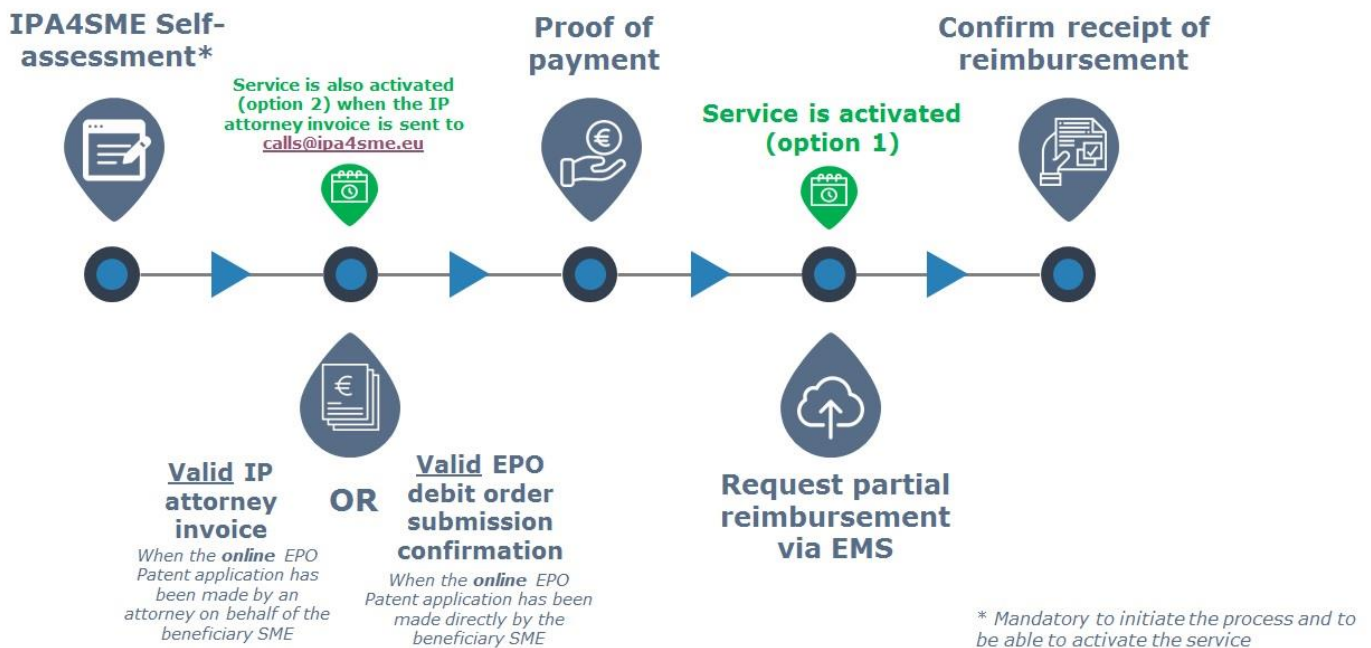 IPA4SME Self-
assessment*
Service is also activated
(option 2) when the IP
attorney invoice is sent to
calls@ipa4sme.eu
Proof of
payment
Service is activated
(option 1)
Confirm receipt of
reimbursement
Valid IP
attorney
invoice
When the online EPO
Patent application has
been made by an
attorney on behalf of the
beneficiary SME
OR
Valid EPO
debit order
submission
confirmation
When the online EPO
Patent application has been
made directly by the
beneficiary SME
Request partial
reimbursement
via EMS
* Mandatory to initiate the process and to
be able to activate the service